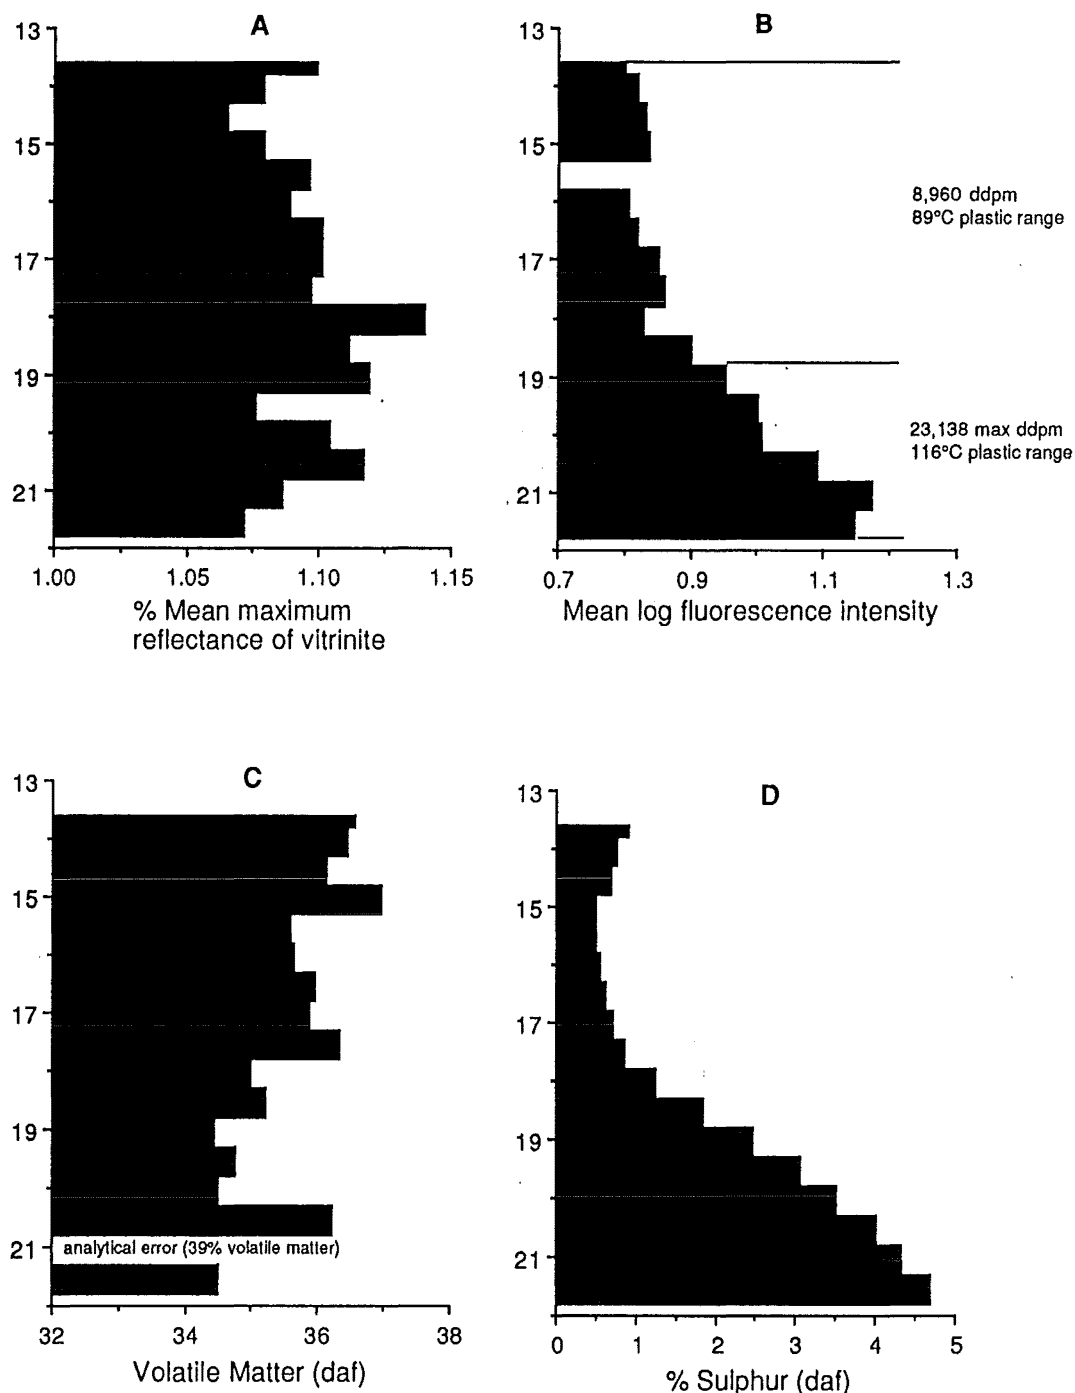 A
13
15
17
19
21
1.00 1.05 1.10 1.15
% Mean maximum
reflectance of vitrinite
B
13
15
17
19
21
8,960 ddpm
89°C plastic range
23,138 max ddpm
116°C plastic range
0.7 0.9 1.1 1.3
Mean log fluorescence intensity
C
13
15
17
19
21
analytical error (39% volatile matter)
32 34 36 38
Volatile Matter (daf)
D
13
15
17
19
21
0 1 2 3 4 5
% Sulphur (daf)